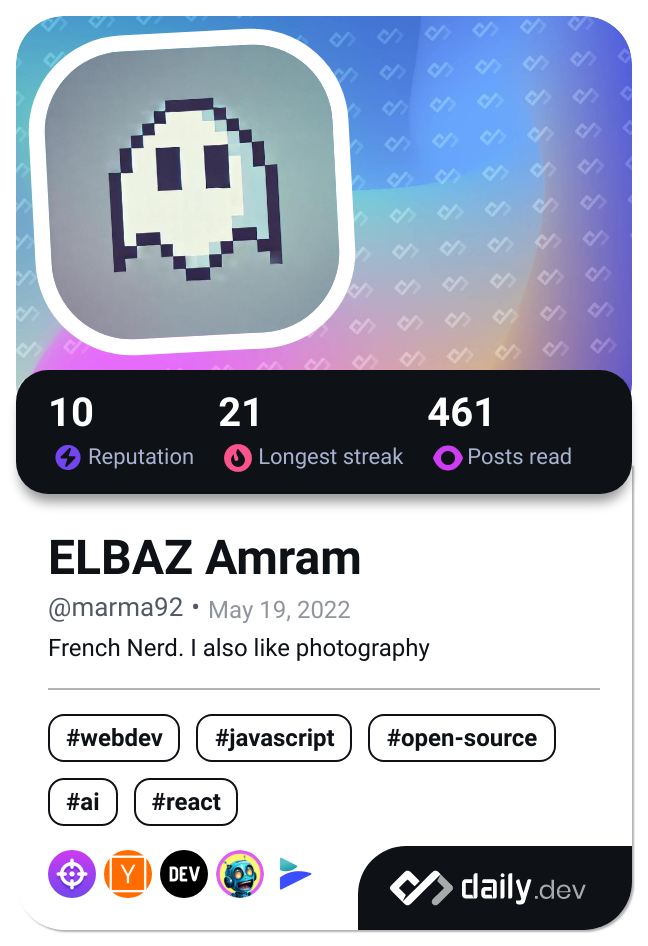 10 21 461
Reputation Longest streak Posts read
ELBAZ Amram
@marma92 • May 19, 2022
French Nerd. I also like photography
#webdev #javascript #open-source
#ai #react
Y DEV
daily.dev